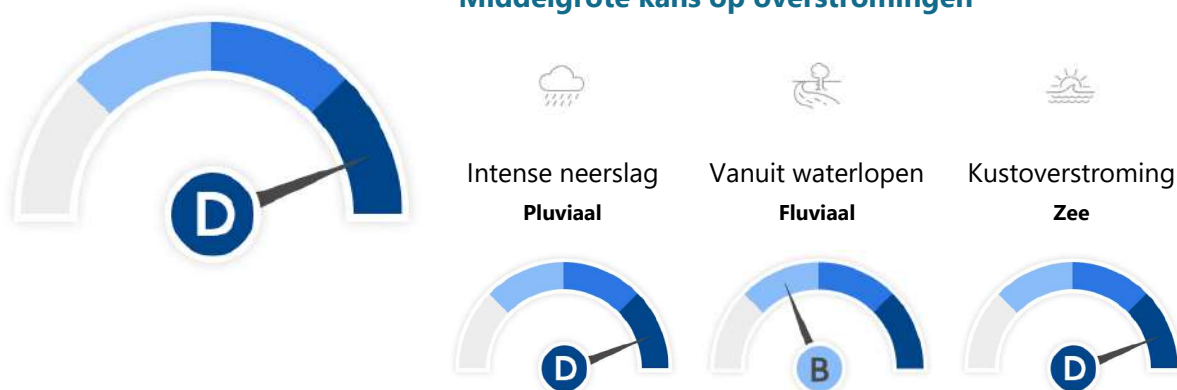 Middelgrote kans op overstromingen
D
Intense neerslag
Pluviaal
Vanuit waterlopen
Fluviaal
Kustoverstroming
Zee
D
B
D